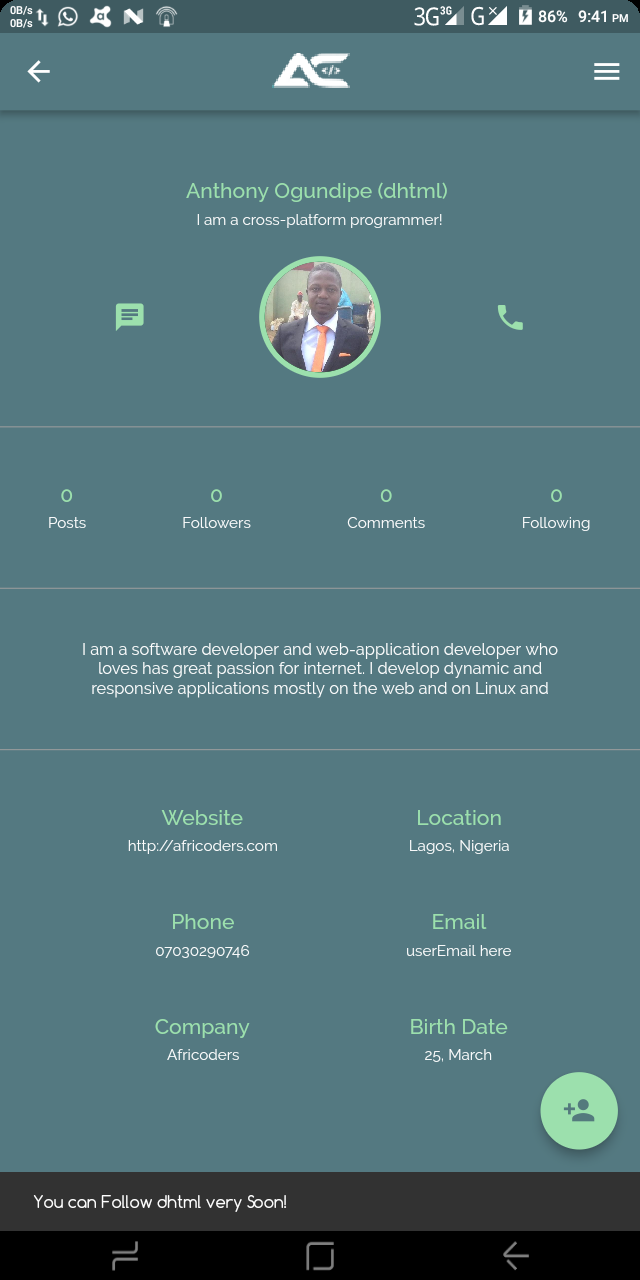 0B/s
0B/s
3G 3G G 86% 9:41 PM
AC </>
Anthony Ogundipe (dhtml)
I am a cross-platform programmer!
0 0 0 0
Posts Followers Comments Following
I am a software developer and web-application developer who
loves has great passion for internet. I develop dynamic and
responsive applications mostly on the web and on Linux and
Website Location
http://africoders.com Lagos, Nigeria
Phone Email
07030290746 userEmail here
Company Birth Date
Africoders 25, March
You can Follow dhtml very Soon!